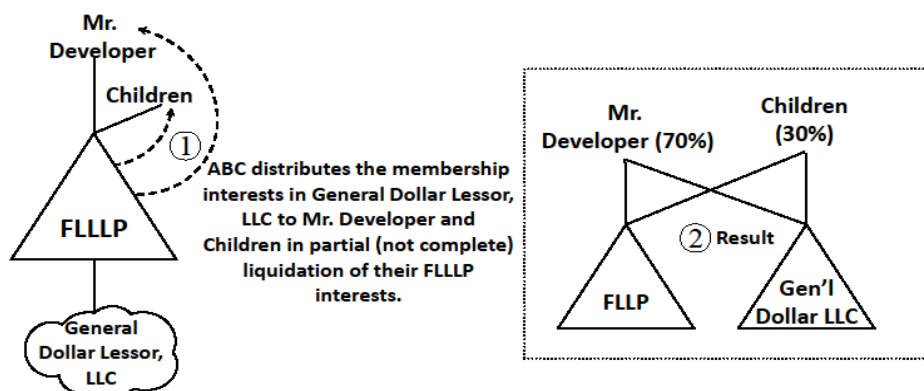 Mr.
Developer
Children
①
ABC distributes the membership
interests in General Dollar Lessor,
LLC to Mr. Developer and
Children in partial (not complete)
liquidation of their FLLLP
interests.
FLLLP
General
Dollar Lessor,
LLC
Mr.
Developer (70%)
Children
(30%)
② Result
FLLP
Gen'l
Dollar LLC